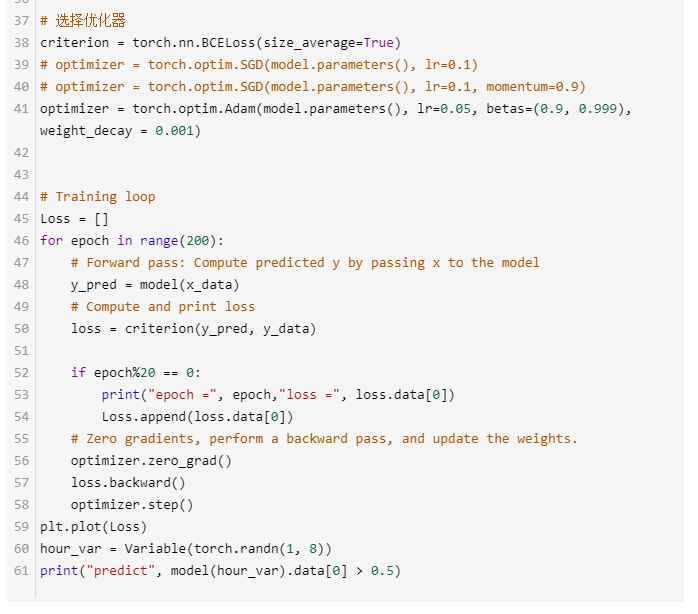 37 # 选择优化器
38 criterion = torch.nn.BCELoss(size_average=True)
39 # optimizer = torch.optim.SGD(model.parameters(), lr=0.1)
40 # optimizer = torch.optim.SGD(model.parameters(), lr=0.1, momentum=0.9)
41 optimizer = torch.optim.Adam(model.parameters(), lr=0.05, betas=(0.9, 0.999),
weight_decay = 0.001)
42
43
44 # Training loop
45 Loss = []
46 for epoch in range(200):
47     # Forward pass: Compute predicted y by passing x to the model
48     y_pred = model(x_data)
49     # Compute and print loss
50     loss = criterion(y_pred, y_data)
51
52     if epoch%20 == 0:
53         print("epoch =", epoch,"loss =", loss.data[0])
54         Loss.append(loss.data[0])
55     # Zero gradients, perform a backward pass, and update the weights.
56     optimizer.zero_grad()
57     loss.backward()
58     optimizer.step()
59 plt.plot(Loss)
60 hour_var = Variable(torch.randn(1, 8))
61 print("predict", model(hour_var).data[0] > 0.5)